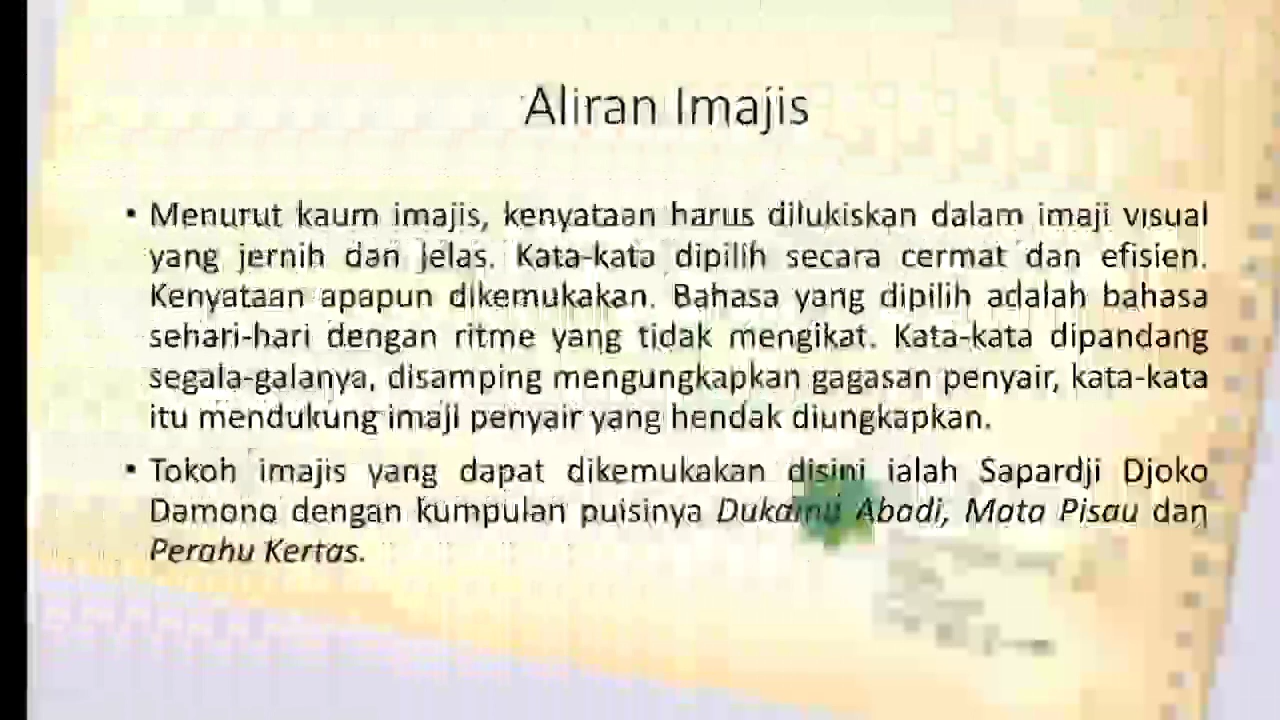 Aliran Imajis
• Menurut kaum imajis, kenyataan harus dilukiskan dalam imaji visual
yang jernih dan jelas. Kata-kata dipilih secara cermat dan efisien.
Kenyataan apapun dikemukakan. Bahasa yang dipilih adalah bahasa
sehari-hari dengan ritme yang tidak mengikat. Kata-kata dipandang
segala-galanya, disamping mengungkapkan gagasan penyair, kata-kata
itu mendukung imaji penyair yang hendak diungkapkan.
• Tokoh imajis yang dapat dikemukakan disini ialah Sapardji Djoko
Damono dengan kumpulan puisinya Dukamu Abadi, Mata Pisau dan
Perahu Kertas.